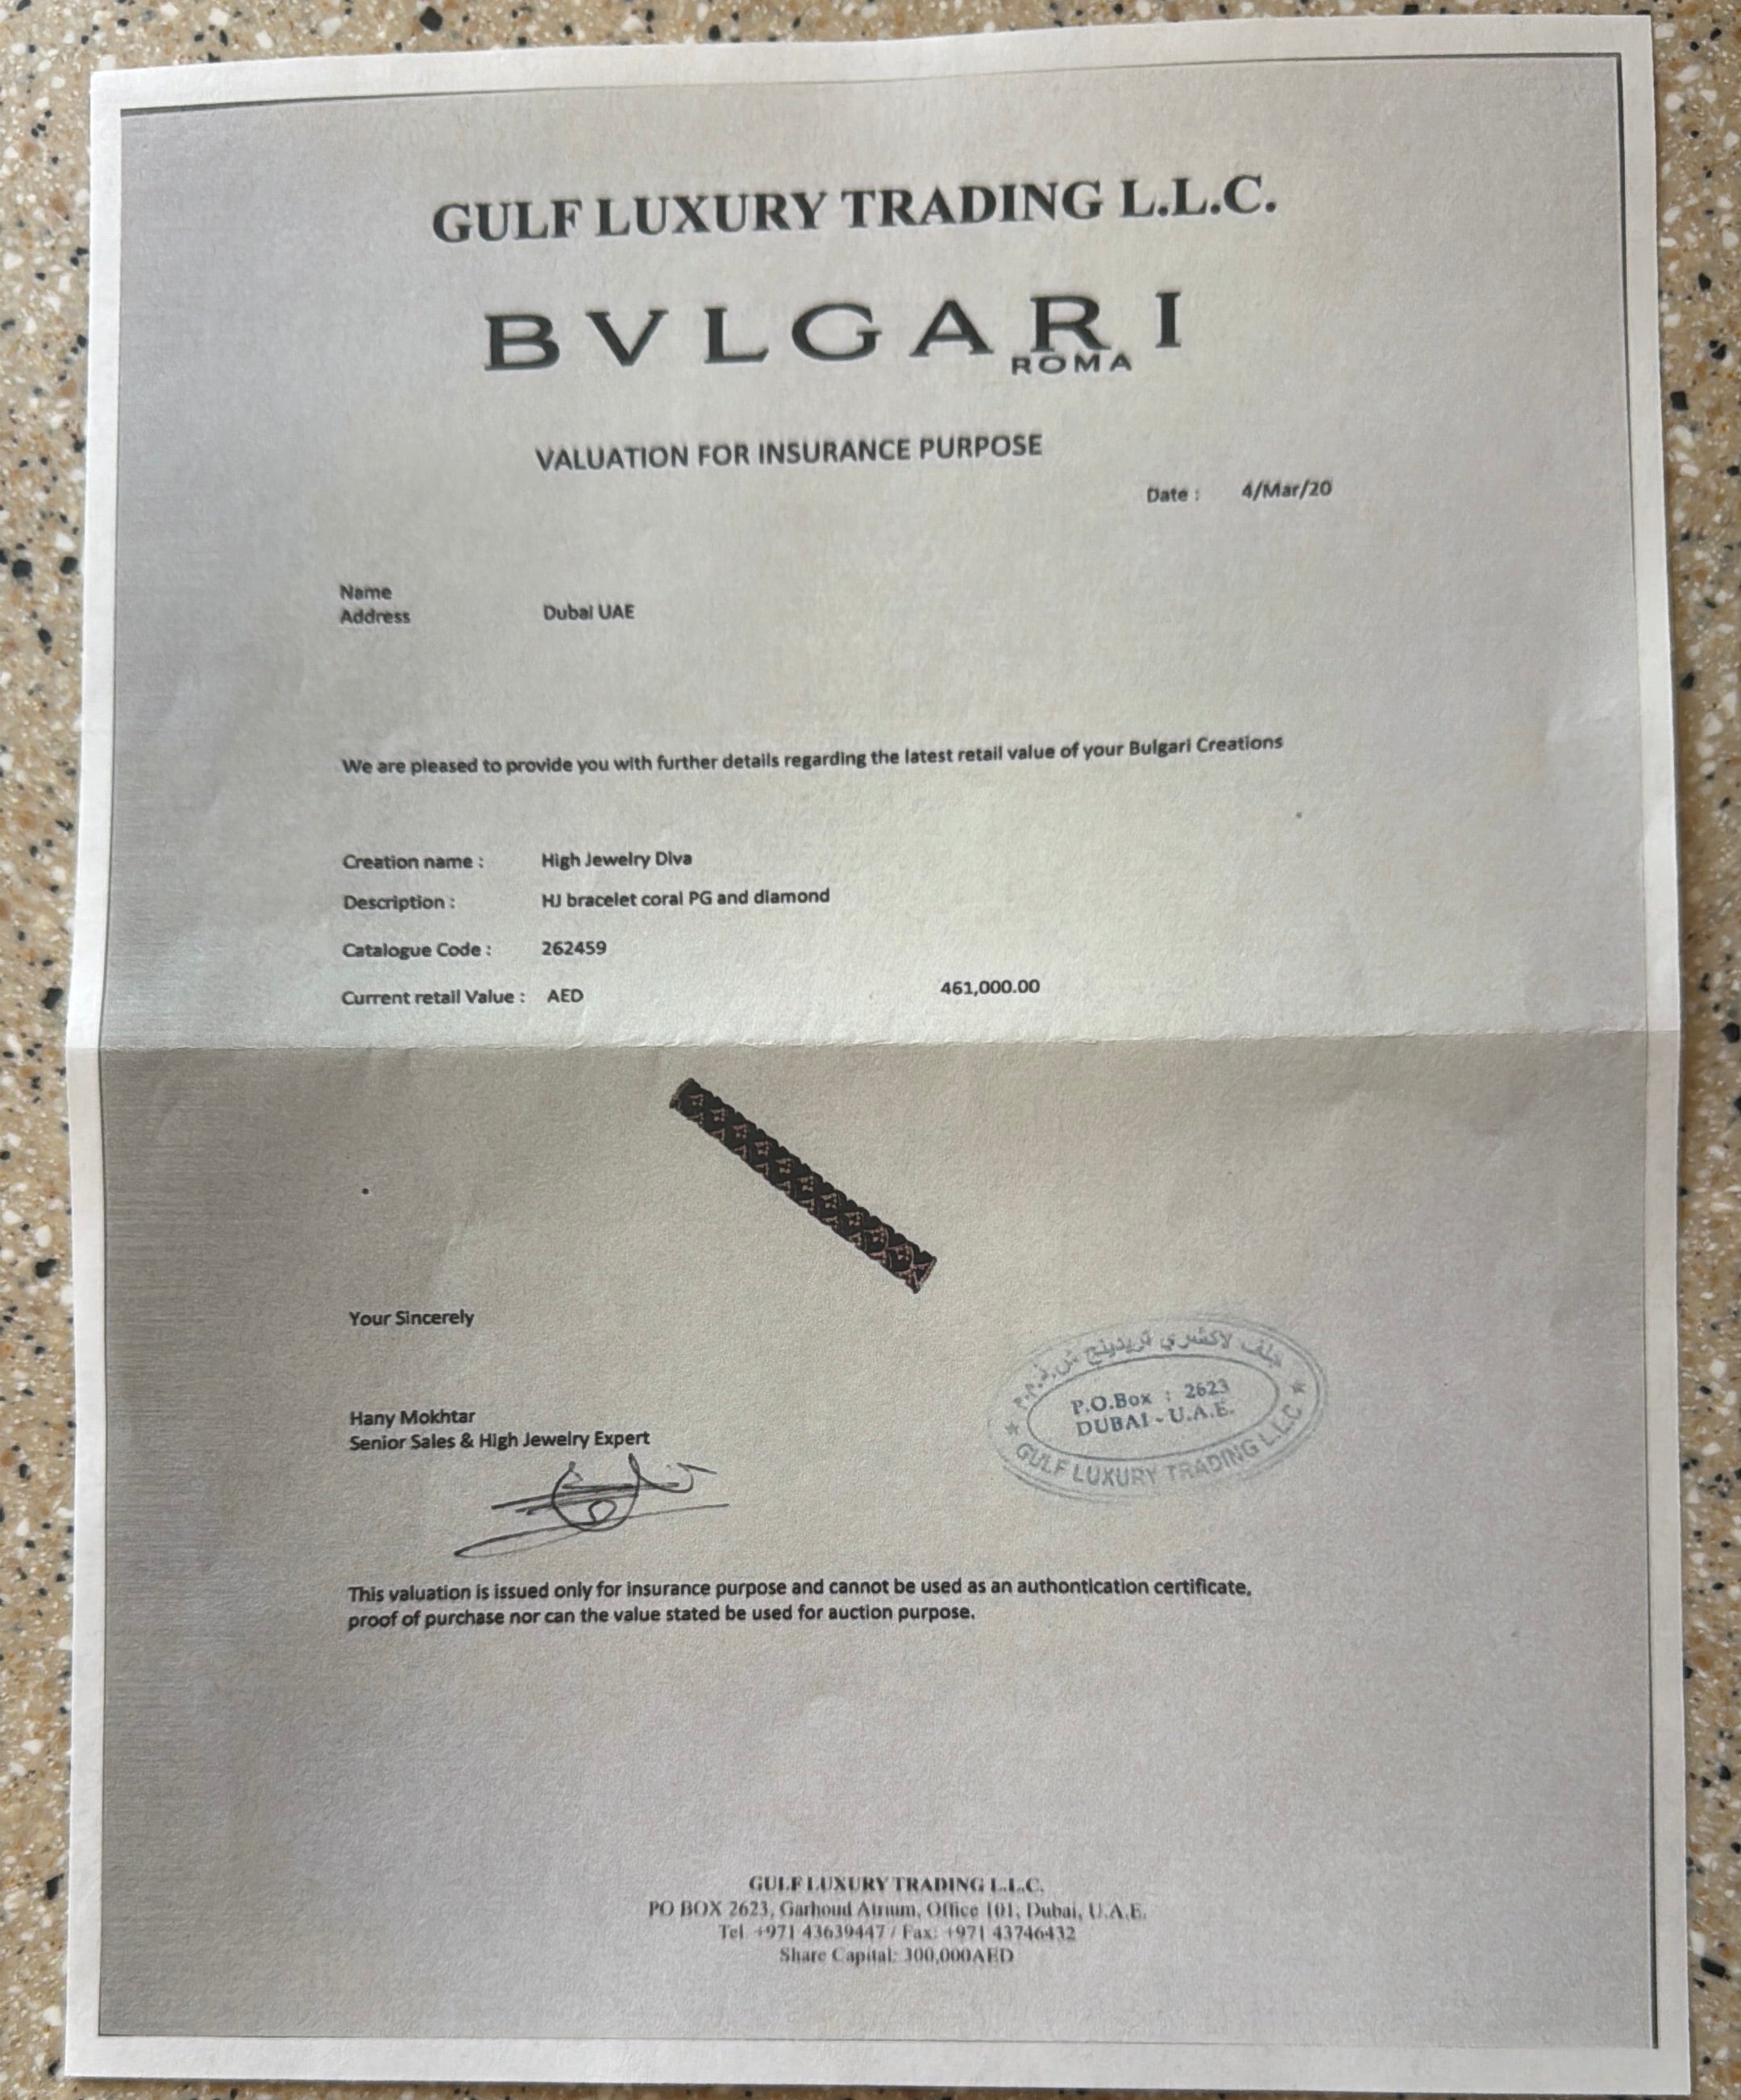 GULF LUXURY TRADING L.L.C.
BVLGARI
ROMA
VALUATION FOR INSURANCE PURPOSE
Date : 4/Mar/20
Name
Address Dubai UAE
We are pleased to provide you with further details regarding the latest retail value of your Bulgari Creations
Creation name : High Jewelry Diva
Description : HJ bracelet coral PG and diamond
Catalogue Code : 262459
Current retail Value : AED 461,000.00
Your Sincerely
Hany Mokhtar
Senior Sales & High Jewelry Expert
جلف لاكشري تريدينج ش.ذ.م.م
P.O.Box : 2623
DUBAI - U.A.E.
GULF LUXURY TRADING L.L.C
This valuation is issued only for insurance purpose and cannot be used as an authontication certificate,
proof of purchase nor can the value stated be used for auction purpose.
GULF LUXURY TRADING L.L.C.
PO BOX 2623, Garhoud Atrium, Office 101, Dubai, U.A.E.
Tel +971 43639447 / Fax: +971 43746432
Share Capital: 300,000AED